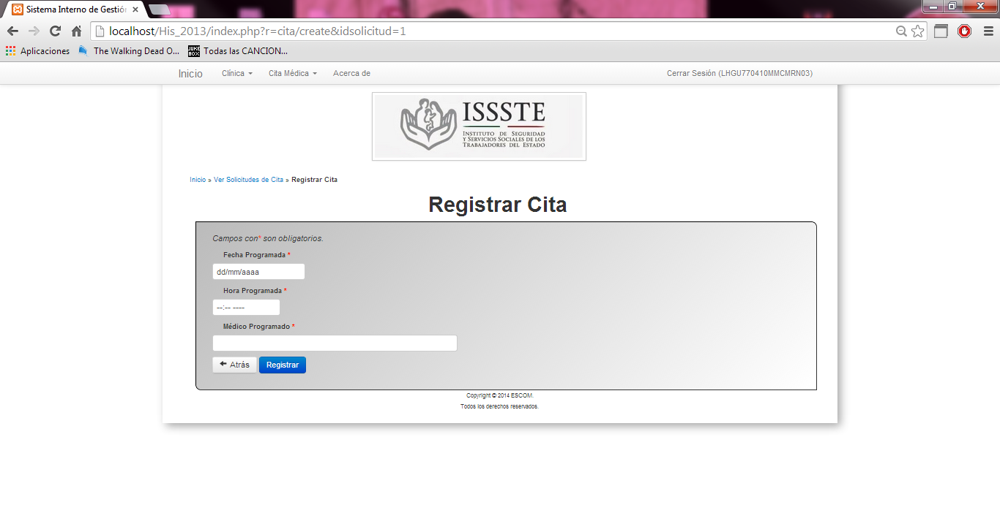 Sistema Interno de Gestió
localhost/His_2013/index.php?r=cita/create&idsolicitud=1
Aplicaciones The Walking Dead O... JUKE BOX Todas las CANCION...
Inicio Clínica Cita Médica Acerca de Cerrar Sesión (LHGU770410MMCMRN03)
ISSSTE
INSTITUTO DE SEGURIDAD
Y SERVICIOS SOCIALES DE LOS
TRABAJADORES DEL ESTADO
Inicio » Ver Solicitudes de Cita » Registrar Cita
Registrar Cita
Campos con* son obligatorios.
Fecha Programada *
dd/mm/aaaa
Hora Programada *
--:-- ----
Médico Programado *
Atrás Registrar
Copyright © 2014 ESCOM.
Todos los derechos reservados.